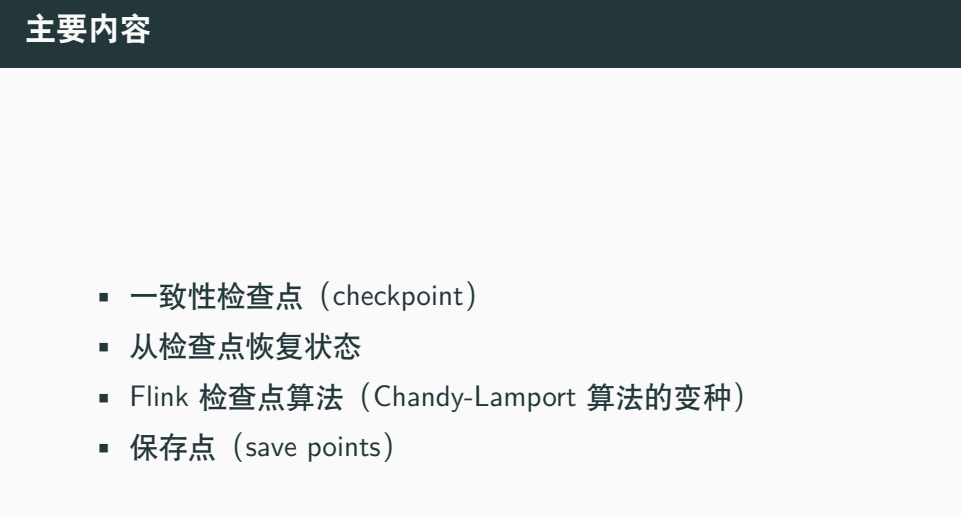 主要内容
▪ 一致性检查点（checkpoint）
▪ 从检查点恢复状态
▪ Flink 检查点算法（Chandy-Lamport 算法的变种）
▪ 保存点（save points）